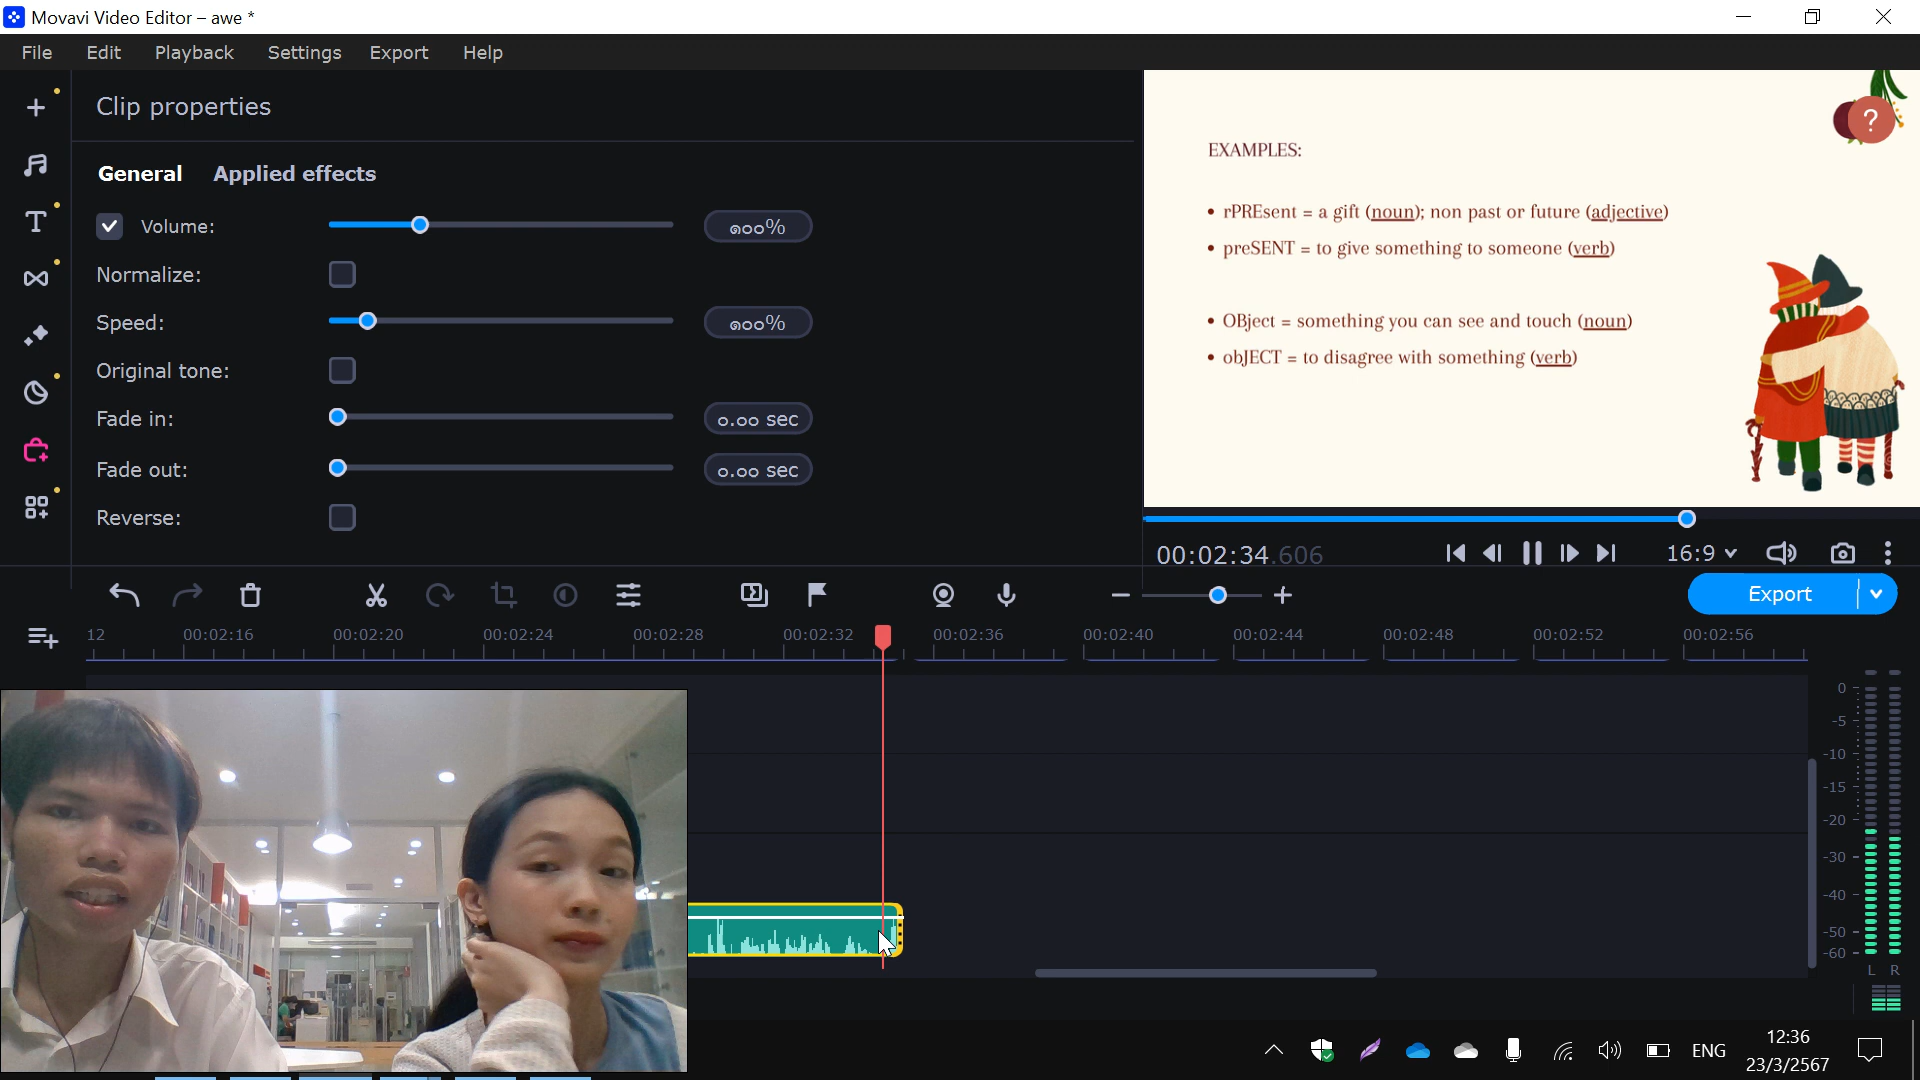 Movavi Video Editor – awe *
File Edit Playback Settings Export Help
Clip properties
General Applied effects
Volume: ๑๐๐%
Normalize:
Speed: ๑๐๐%
Original tone:
Fade in: ๐.๐๐ sec
Fade out: ๐.๐๐ sec
Reverse:
?
EXAMPLES:
• rPREsent = a gift (noun); non past or future (adjective)
• preSENT = to give something to someone (verb)
• OBject = something you can see and touch (noun)
• objECT = to disagree with something (verb)
00:02:34.606
16:9
Export
12 00:02:16 00:02:20 00:02:24 00:02:28 00:02:32 00:02:36 00:02:40 00:02:44 00:02:48 00:02:52 00:02:56
0
-5
-10
-15
-20
-30
-40
-50
-60
L R
ENG
12:36
23/3/2567